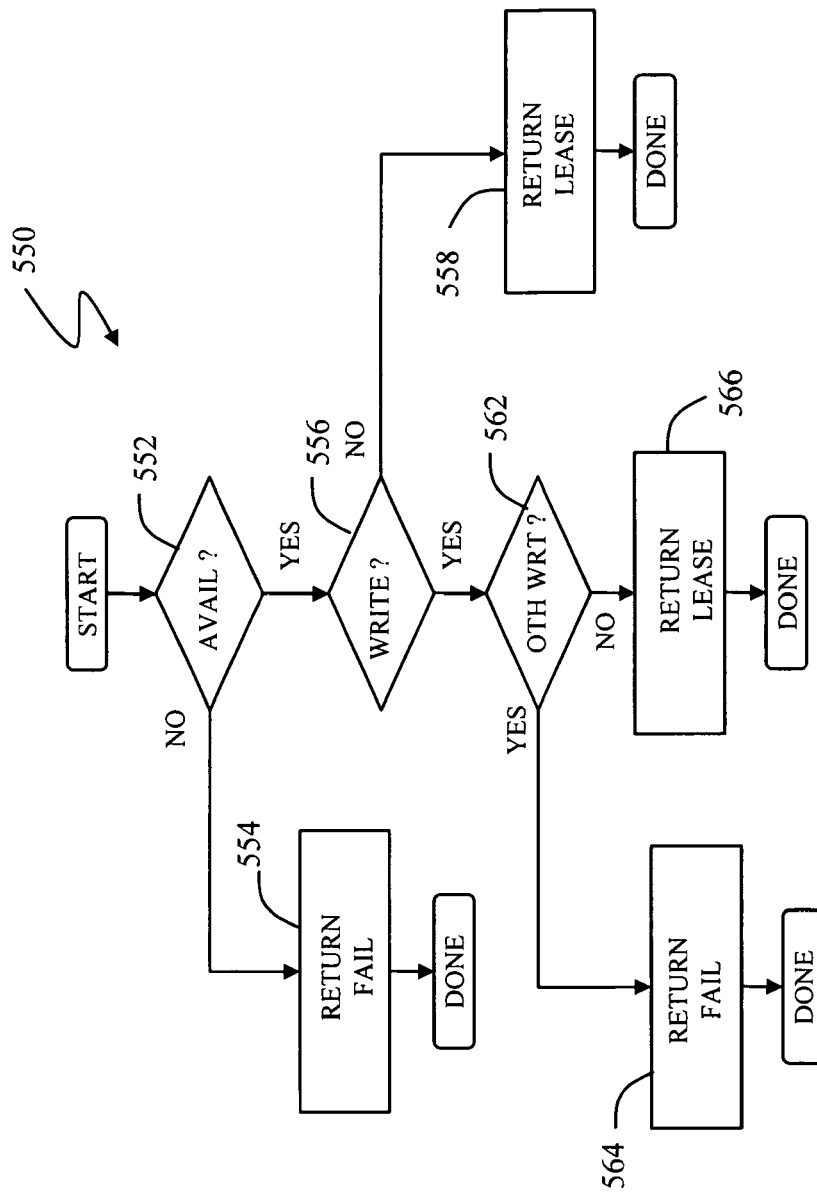 550
START
552
AVAIL ?
NO
YES
554
RETURN
FAIL
DONE
556
WRITE ?
NO
YES
558
RETURN
LEASE
DONE
562
OTH WRT ?
YES
NO
564
RETURN
FAIL
DONE
566
RETURN
LEASE
DONE